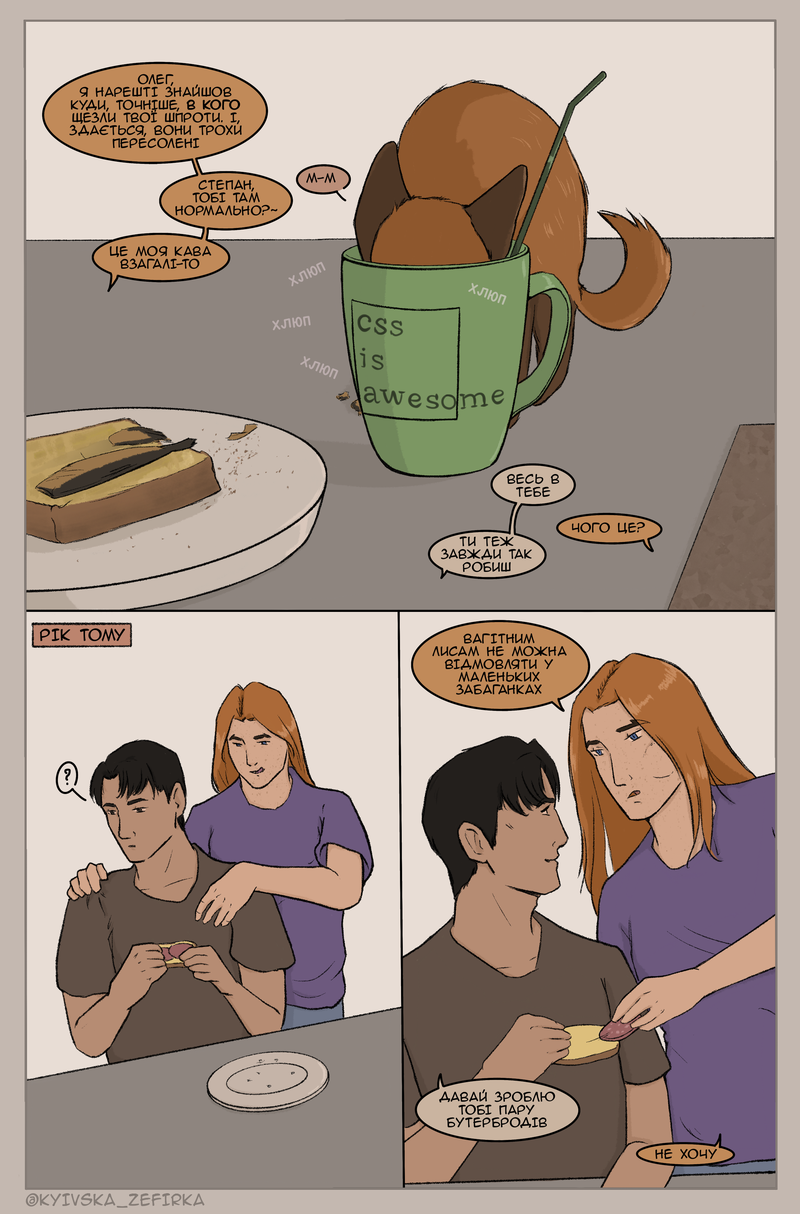 ОЛЕГ,
Я НАРЕШТІ ЗНАЙШОВ
КУДИ, ТОЧНІШЕ, В КОГО
ЩЕЗЛИ ТВОЇ ШПРОТИ. І,
ЗДАЄТЬСЯ, ВОНИ ТРОХИ
ПЕРЕСОЛЕНІ
М-М
СТЕПАН,
ТОБІ ТАМ
НОРМАЛЬНО?~
ЦЕ МОЯ КАВА
ВЗАГАЛІ-ТО
ХЛЮП
ХЛЮП
ХЛЮП
ХЛЮП
css
is
awesome
ВЕСЬ В
ТЕБЕ
ЧОГО ЦЕ?
ТИ ТЕЖ
ЗАВЖДИ ТАК
РОБИШ
РІК ТОМУ
?
ВАГІТНИМ
ЛИСАМ НЕ МОЖНА
ВІДМОВЛЯТИ У
МАЛЕНЬКИХ
ЗАБАГАНКАХ
ДАВАЙ ЗРОБЛЮ
ТОБІ ПАРУ
БУТЕРБРОДІВ
НЕ ХОЧУ
@KYIVSKA_ZEFIRKA